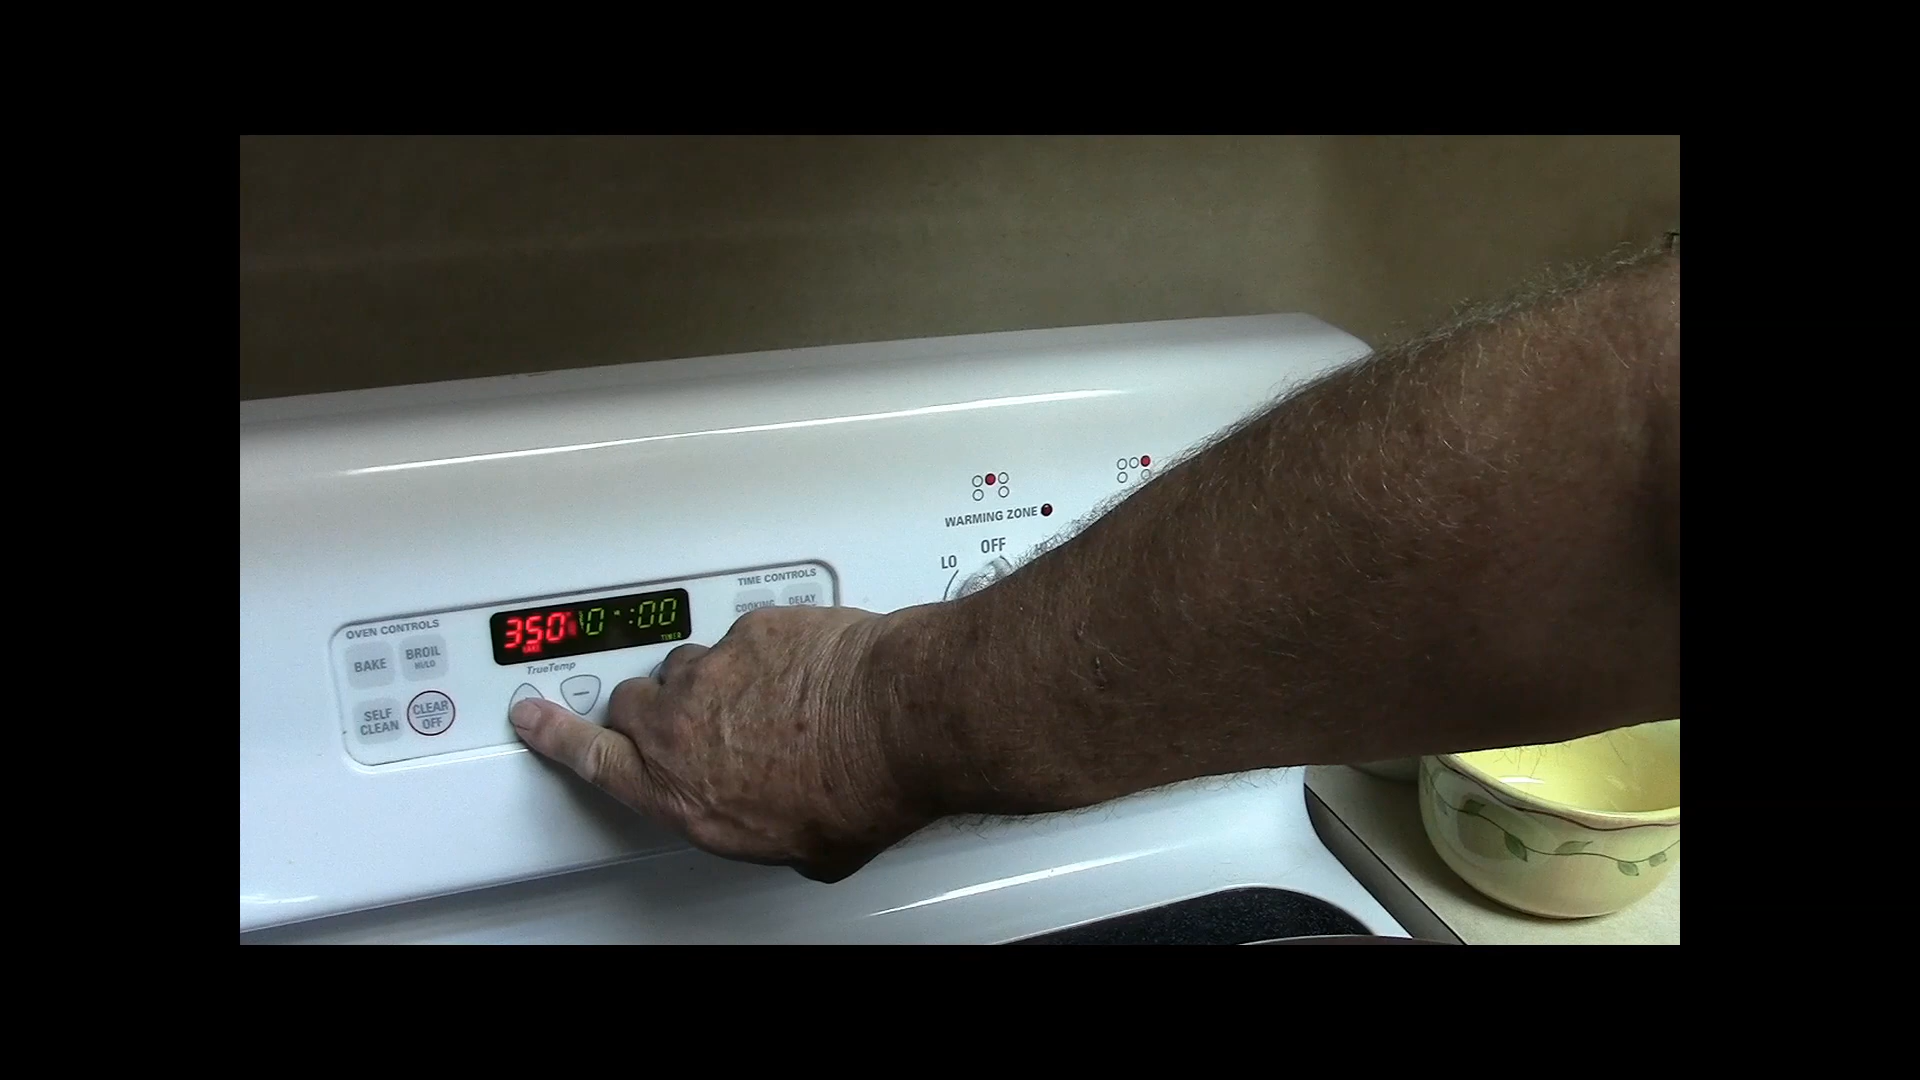 WARMING ZONE
OFF
LO
TIME CONTROLS
COOKING
DELAY
OVEN CONTROLS
BAKE
BROIL
HI/LO
SELF
CLEAN
CLEAR
OFF
350
BAKE
0 :00
TIMER
TrueTemp